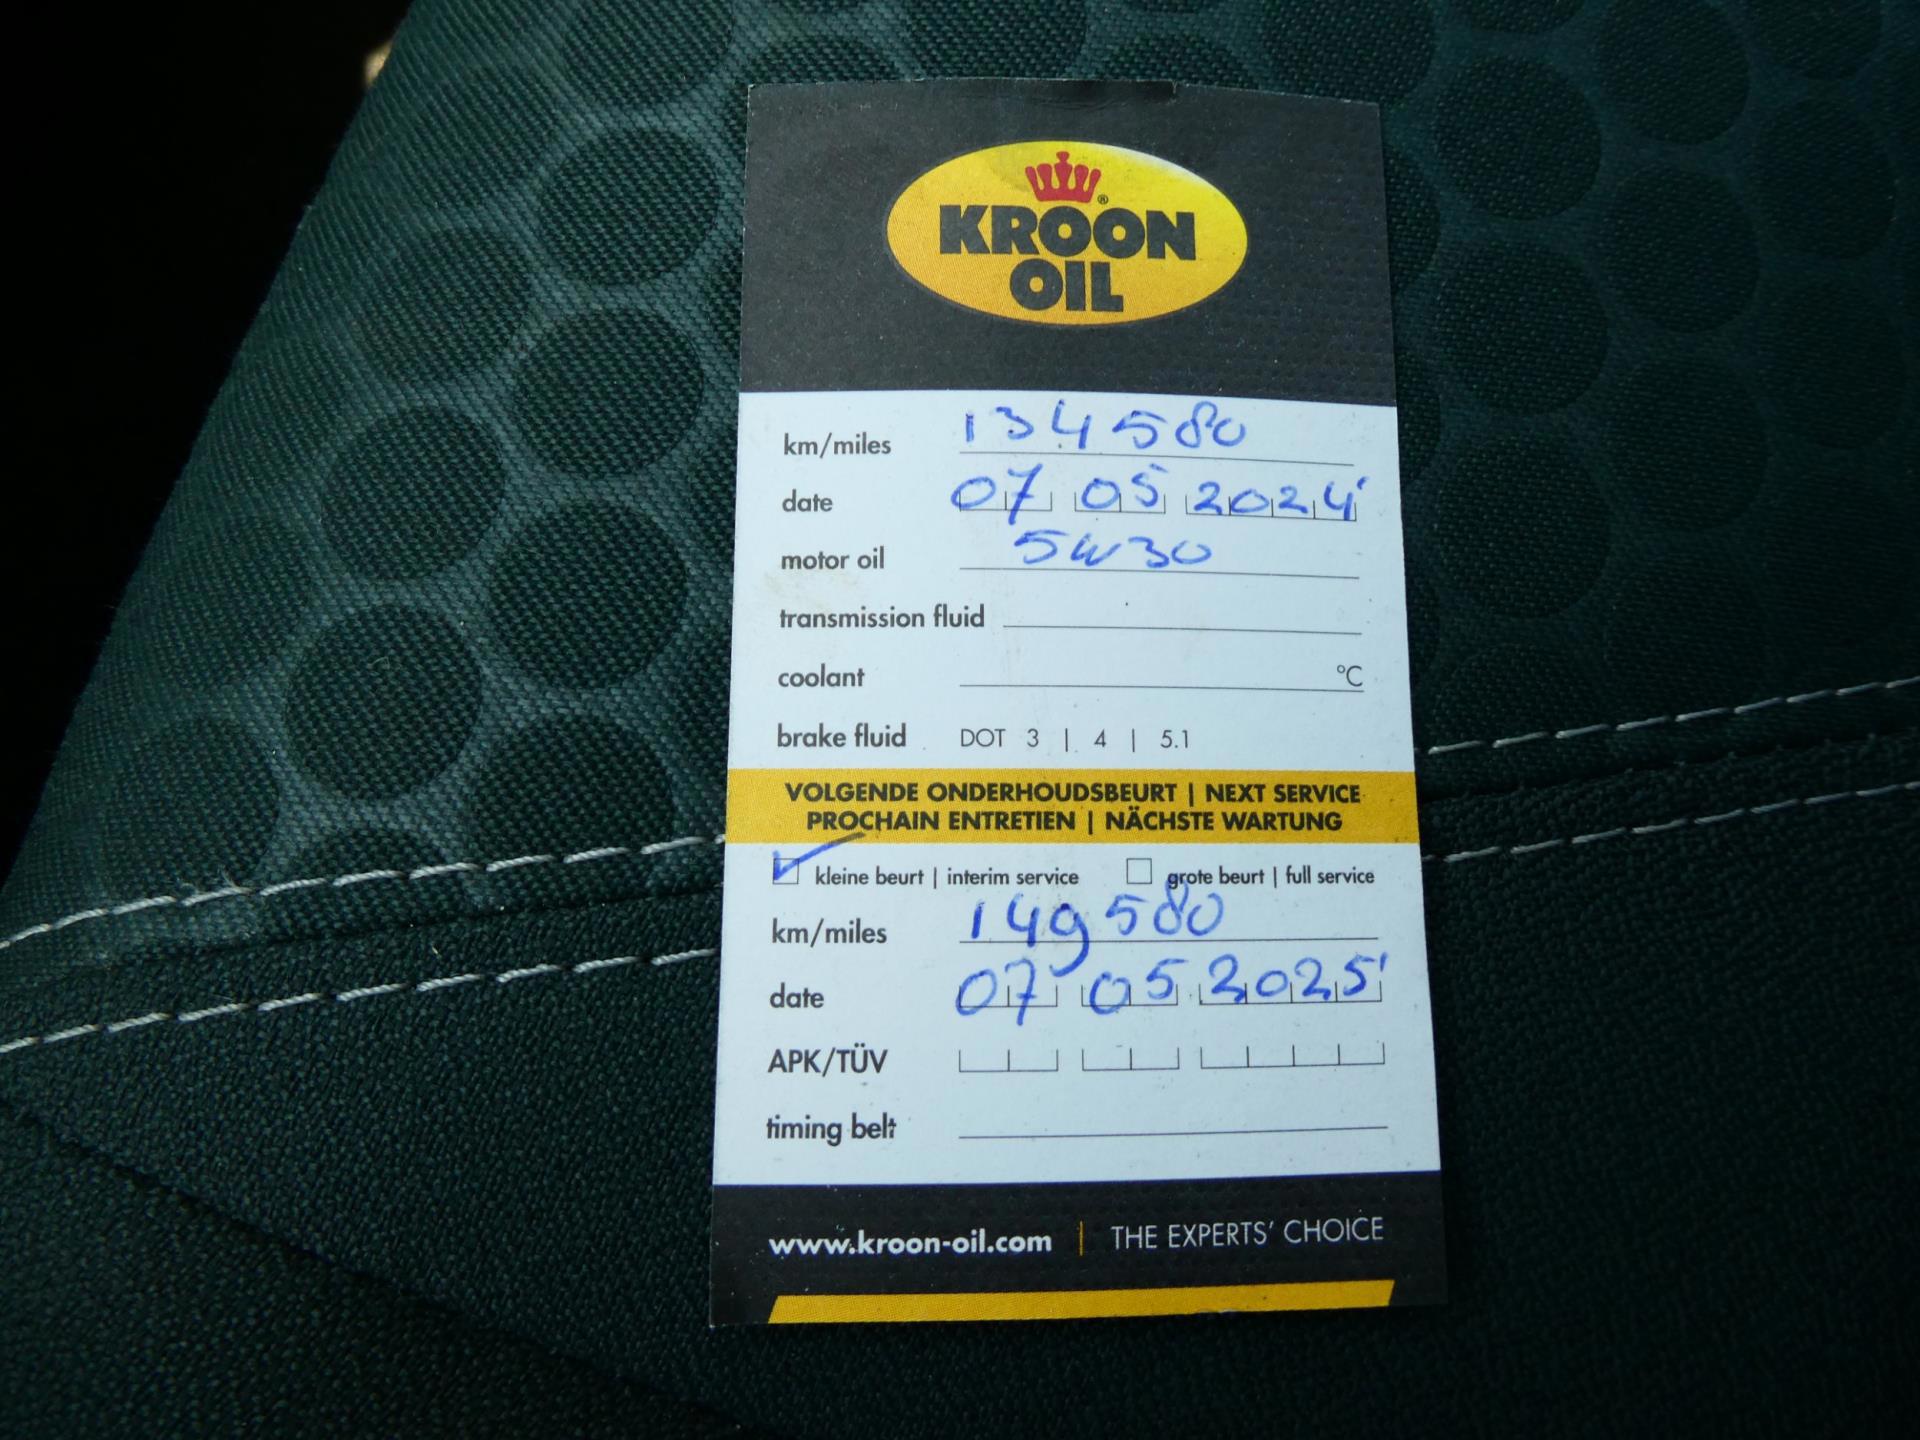 KROON®
OIL
km/miles 134580
date 07 05 2024
motor oil 5W30
transmission fluid
coolant °C
brake fluid DOT 3 | 4 | 5.1
VOLGENDE ONDERHOUDSBEURT | NEXT SERVICE
PROCHAIN ENTRETIEN | NÄCHSTE WARTUNG
kleine beurt | interim service grote beurt | full service
km/miles 149580
date 07 05 2025
APK/TÜV
timing belt
www.kroon-oil.com | THE EXPERTS' CHOICE